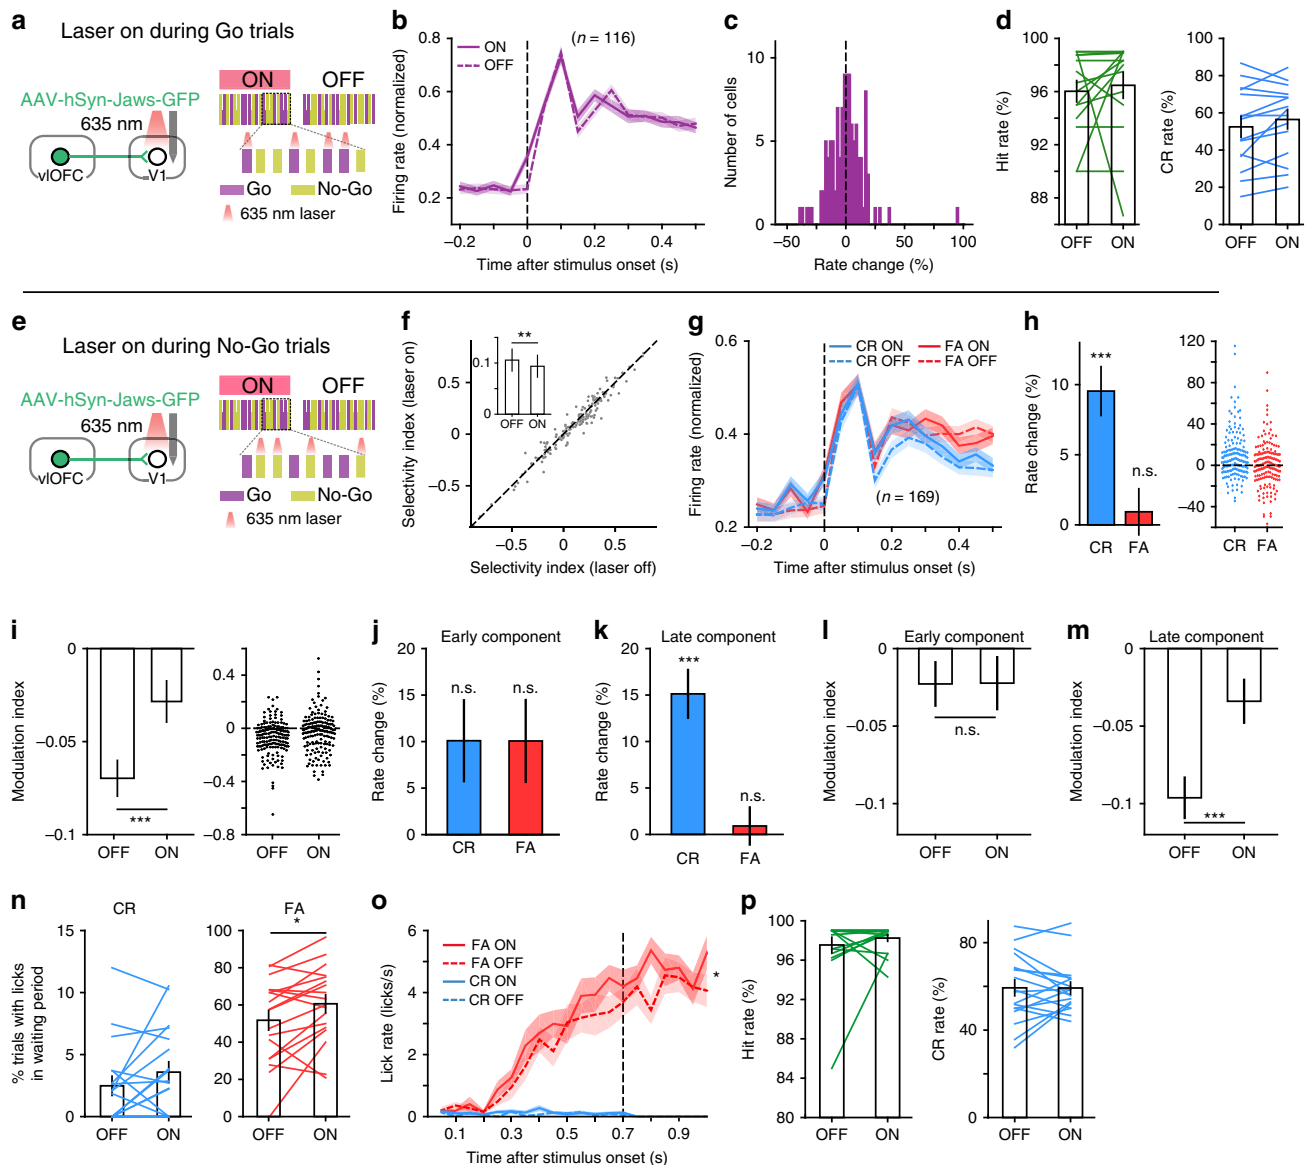 a
Laser on during Go trials
AAV-hSyn-Jaws-GFP
635 nm
vlOFC
V1
ON
OFF
Go
No-Go
635 nm laser
b
0.8
0.6
0.4
0.2
ON
OFF
(n = 116)
−0.2
0
0.2
0.4
Firing rate (normalized)
Time after stimulus onset (s)
c
10
5
0
−50
0
50
100
Number of cells
Rate change (%)
d
100
96
92
88
Hit rate (%)
OFF
ON
100
80
60
40
20
0
CR rate (%)
OFF
ON
e
Laser on during No-Go trials
AAV-hSyn-Jaws-GFP
635 nm
vlOFC
V1
ON
OFF
Go
No-Go
635 nm laser
f
**
0.1
0
OFF
ON
0.5
0
−0.5
−0.5
0
0.5
Selectivity index (laser on)
Selectivity index (laser off)
g
0.6
0.4
0.2
CR ON
FA ON
CR OFF
FA OFF
(n = 169)
−0.2
0
0.2
0.4
Firing rate (normalized)
Time after stimulus onset (s)
h
10
5
0
***
n.s.
Rate change (%)
CR
FA
120
80
40
0
−40
CR
FA
i
0
−0.05
−0.1
***
Modulation index
OFF
ON
0.4
0
−0.4
−0.8
OFF
ON
j
Early component
20
15
10
5
0
n.s.
n.s.
Rate change (%)
CR
FA
k
Late component
20
15
10
5
0
***
n.s.
Rate change (%)
CR
FA
l
Early component
0
−0.05
−0.1
n.s.
Modulation index
OFF
ON
m
Late component
0
−0.05
−0.1
***
Modulation index
OFF
ON
n
CR
15
10
5
0
% trials with licks
in waiting period
OFF
ON
FA
*
100
80
60
40
20
0
OFF
ON
o
6
4
2
0
FA ON
FA OFF
CR ON
CR OFF
*
0.1
0.3
0.5
0.7
0.9
Lick rate (licks/s)
Time after stimulus onset (s)
p
100
96
92
88
84
80
Hit rate (%)
OFF
ON
80
40
0
CR rate (%)
OFF
ON